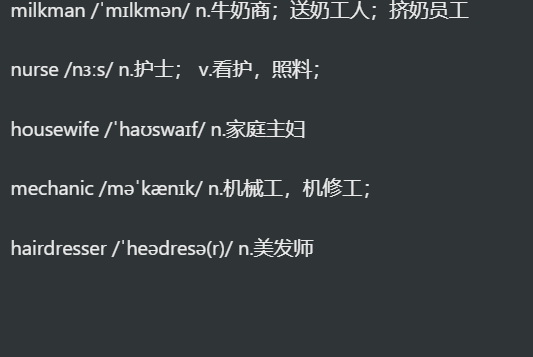 milkman /ˈmɪlkmən/ n.牛奶商；送奶工人；挤奶员工
nurse /nɜːs/ n.护士； v.看护，照料；
housewife /ˈhaʊswaɪf/ n.家庭主妇
mechanic /məˈkænɪk/ n.机械工，机修工；
hairdresser /ˈheədresə(r)/ n.美发师